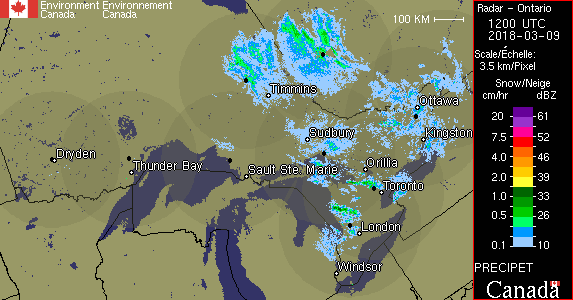 Environment Environnement
Canada Canada
100 KM
Timmins
Ottawa
Sudbury
Kingston
Dryden
Thunder Bay
Sault Ste. Marie
Orillia
Toronto
London
Windsor
Radar - Ontario
1200 UTC
2018-03-09
Scale/Échelle:
3.5 km/Pixel
Snow/Neige
cm/hr dBZ
20 61
7.5 52
4.0 46
2.0 39
1.0 33
0.5 26
0.1 10
PRECIPET
Canada